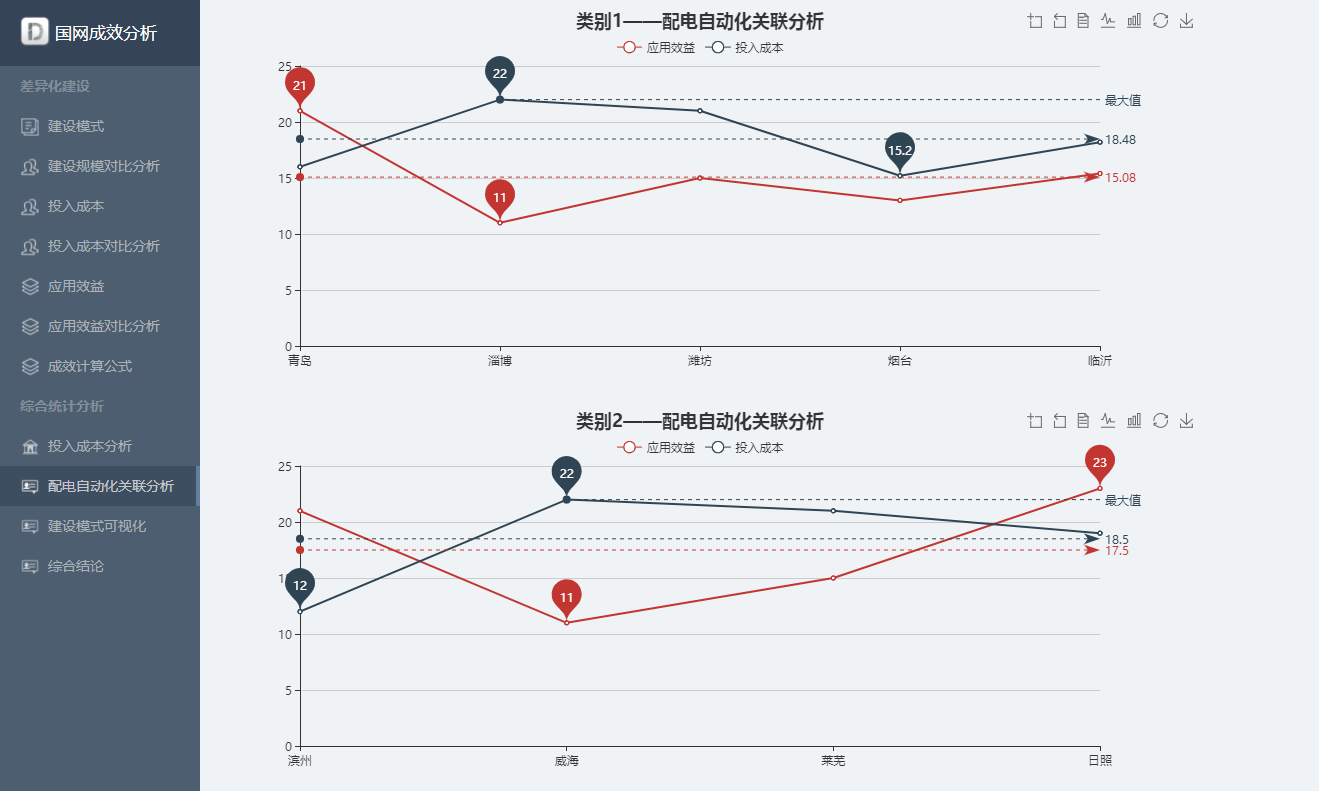 国网成效分析
差异化建设
建设模式
建设规模对比分析
投入成本
投入成本对比分析
应用效益
应用效益对比分析
成效计算公式
综合统计分析
投入成本分析
配电自动化关联分析
建设模式可视化
综合结论
类别1——配电自动化关联分析
应用效益 投入成本
25
20
15
10
5
0
21
22
11
15.2
最大值
18.48
15.08
青岛 淄博 潍坊 烟台 临沂
类别2——配电自动化关联分析
应用效益 投入成本
25
20
10
5
0
22
23
12
11
最大值
18.5
17.5
滨州 威海 莱芜 日照